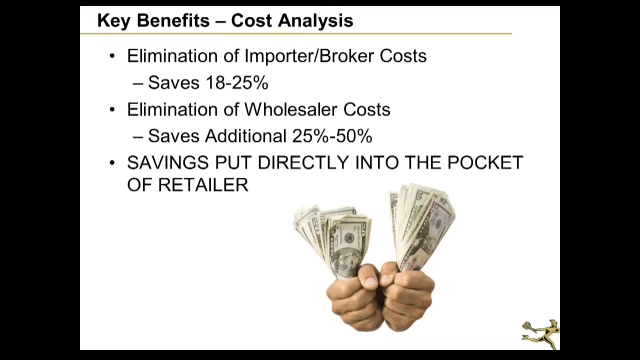 Key Benefits – Cost Analysis
• Elimination of Importer/Broker Costs
– Saves 18-25%
• Elimination of Wholesaler Costs
– Saves Additional 25%-50%
• SAVINGS PUT DIRECTLY INTO THE POCKET
OF RETAILER